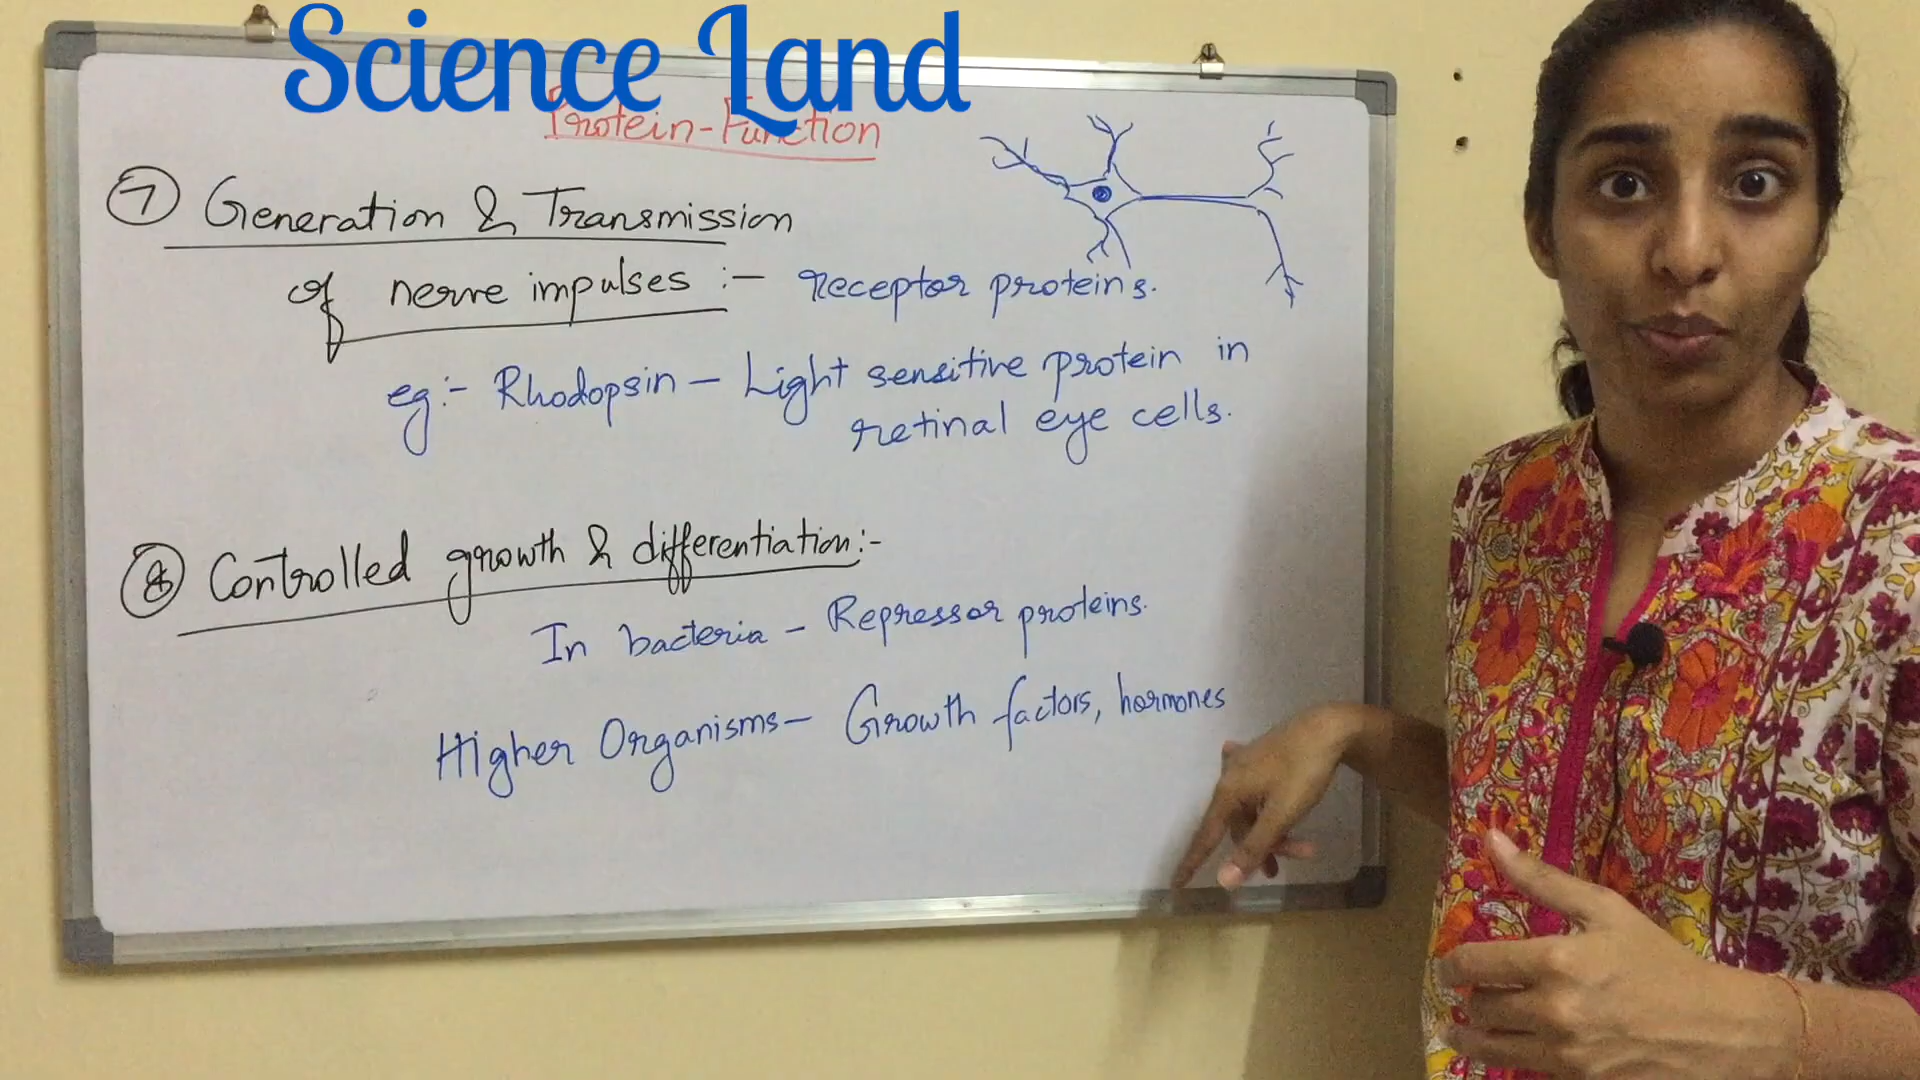 Science Land
Protein-Function
7 Generation & Transmission
of nerve impulses :- receptor proteins.
eg:- Rhodopsin - Light sensitive protein in
retinal eye cells.
8 Controlled growth & differentiation:-
In bacteria - Repressor proteins.
Higher Organisms- Growth factors, hormones